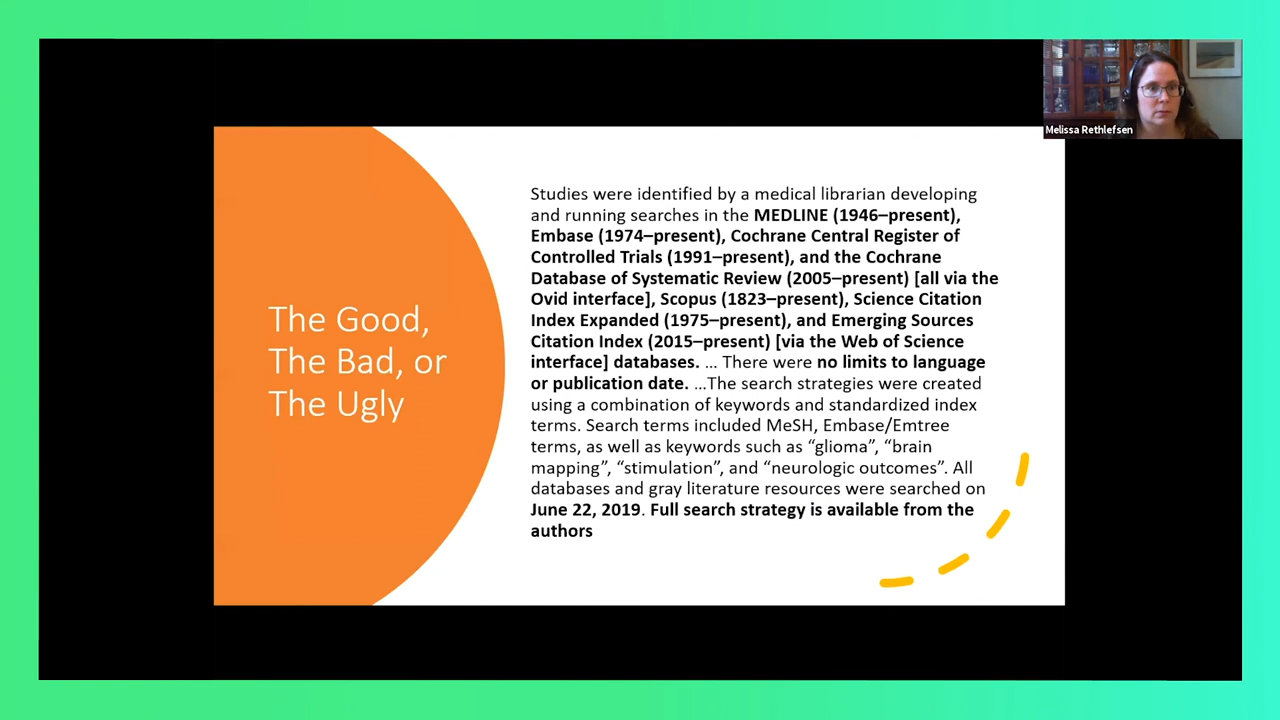 Melissa Rethlefsen
The Good,
The Bad, or
The Ugly
Studies were identified by a medical librarian developing
and running searches in the MEDLINE (1946–present),
Embase (1974–present), Cochrane Central Register of
Controlled Trials (1991–present), and the Cochrane
Database of Systematic Review (2005–present) [all via the
Ovid interface], Scopus (1823–present), Science Citation
Index Expanded (1975–present), and Emerging Sources
Citation Index (2015–present) [via the Web of Science
interface] databases. … There were no limits to language
or publication date. …The search strategies were created
using a combination of keywords and standardized index
terms. Search terms included MeSH, Embase/Emtree
terms, as well as keywords such as “glioma”, “brain
mapping”, “stimulation”, and “neurologic outcomes”. All
databases and gray literature resources were searched on
June 22, 2019. Full search strategy is available from the
authors